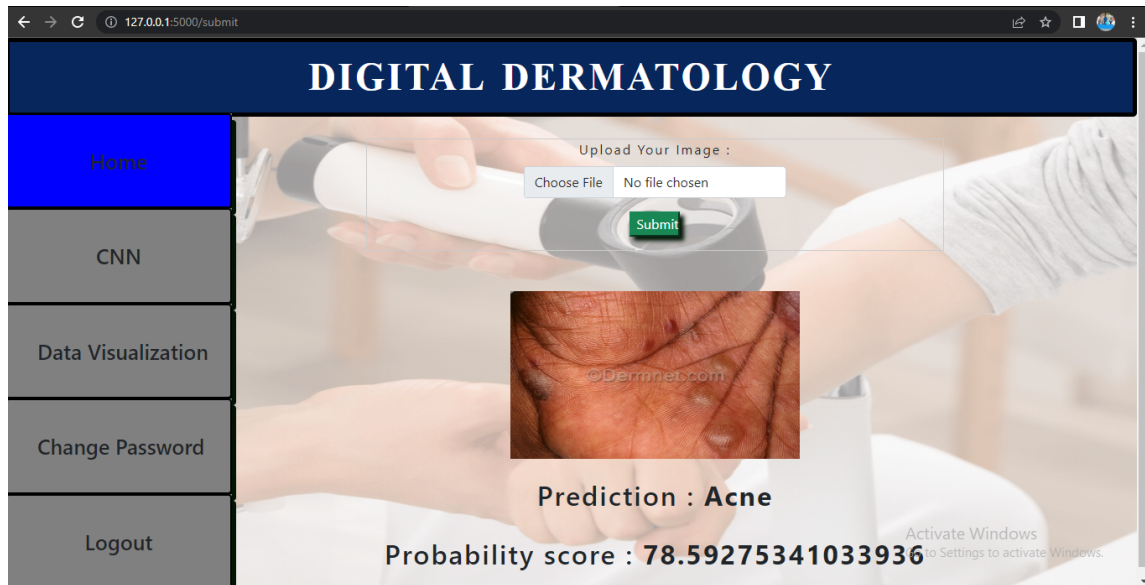 127.0.0.1:5000/submit
DIGITAL DERMATOLOGY
Home
CNN
Data Visualization
Change Password
Logout
Upload Your Image :
Choose File No file chosen
Submit
©Dermnet.com
Prediction : Acne
Probability score : 78.59275341033936
Activate Windows
to Settings to activate Windows.